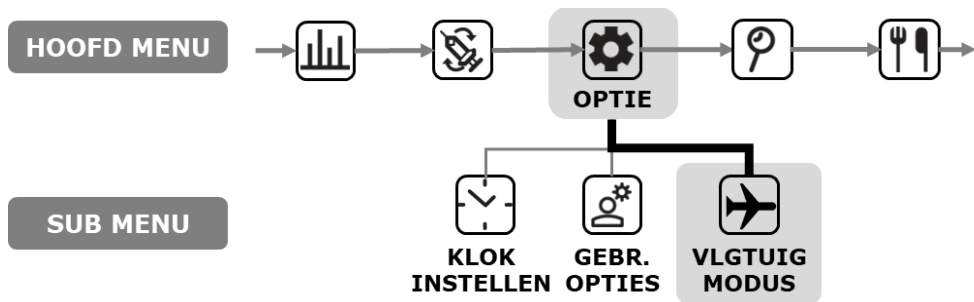 HOOFD MENU
OPTIE
SUB MENU
KLOK
INSTELLEN
GEBR.
OPTIES
VLGTUIG
MODUS